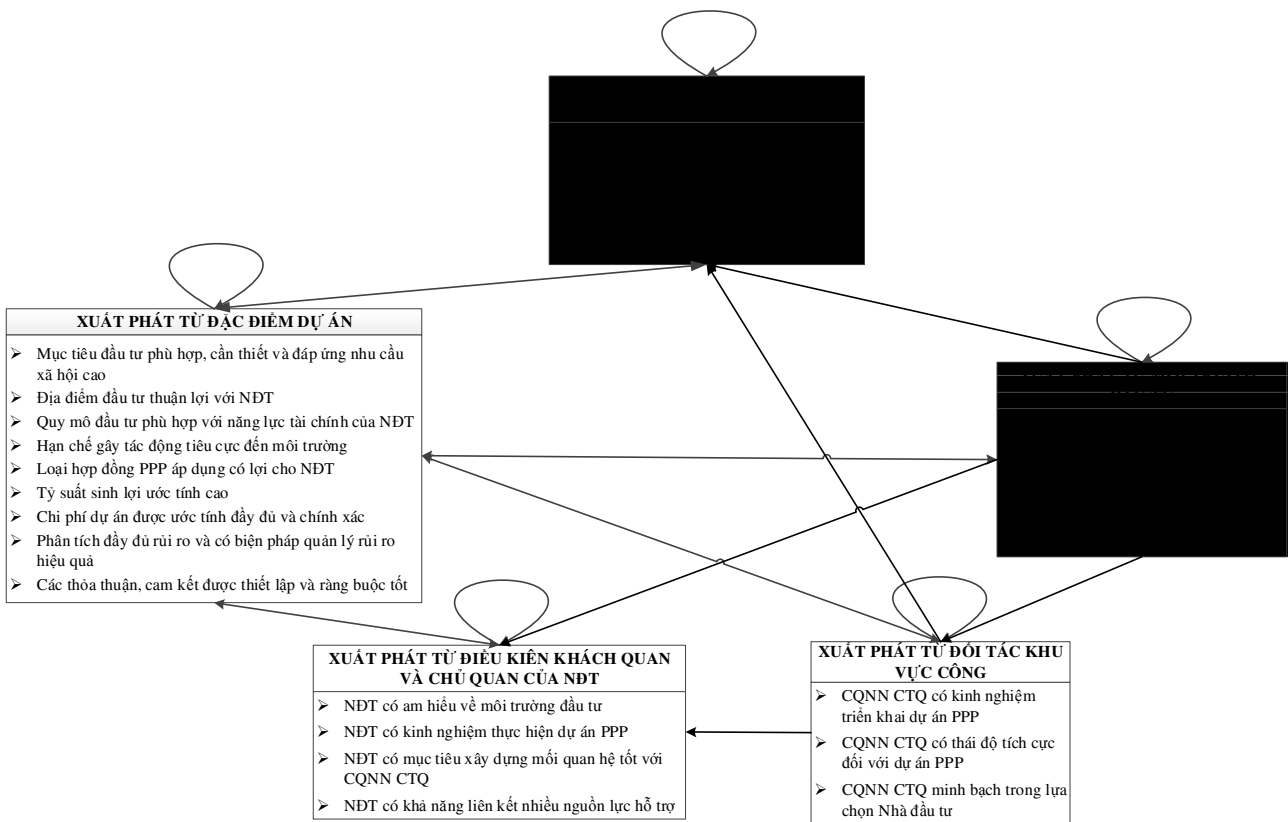 XUẤT PHÁT TỪ ĐẶC ĐIỂM DỰ ÁN
➢ Mục tiêu đầu tư phù hợp, cần thiết và đáp ứng nhu cầu
xã hội cao
➢ Địa điểm đầu tư thuận lợi với NĐT
➢ Quy mô đầu tư phù hợp với năng lực tài chính của NĐT
➢ Hạn chế gây tác động tiêu cực đến môi trường
➢ Loại hợp đồng PPP áp dụng có lợi cho NĐT
➢ Tỷ suất sinh lợi ước tính cao
➢ Chi phí dự án được ước tính đầy đủ và chính xác
➢ Phân tích đầy đủ rủi ro và có biện pháp quản lý rủi ro
hiệu quả
➢ Các thỏa thuận, cam kết được thiết lập và ràng buộc tốt
XUẤT PHÁT TỪ ĐIỀU KIÊN KHÁCH QUAN
VÀ CHỦ QUAN CỦA NĐT
➢ NĐT có am hiểu về môi trường đầu tư
➢ NĐT có kinh nghiệm thực hiện dự án PPP
➢ NĐT có mục tiêu xây dựng mối quan hệ tốt với
CQNN CTQ
➢ NĐT có khả năng liên kết nhiều nguồn lực hỗ trợ
XUẤT PHÁT TỪ ĐỐI TÁC KHU
VỰC CÔNG
➢ CQNN CTQ có kinh nghiệm
triển khai dự án PPP
➢ CQNN CTQ có thái độ tích cực
đối với dự án PPP
➢ CQNN CTQ minh bạch trong lựa
chọn Nhà đầu tư